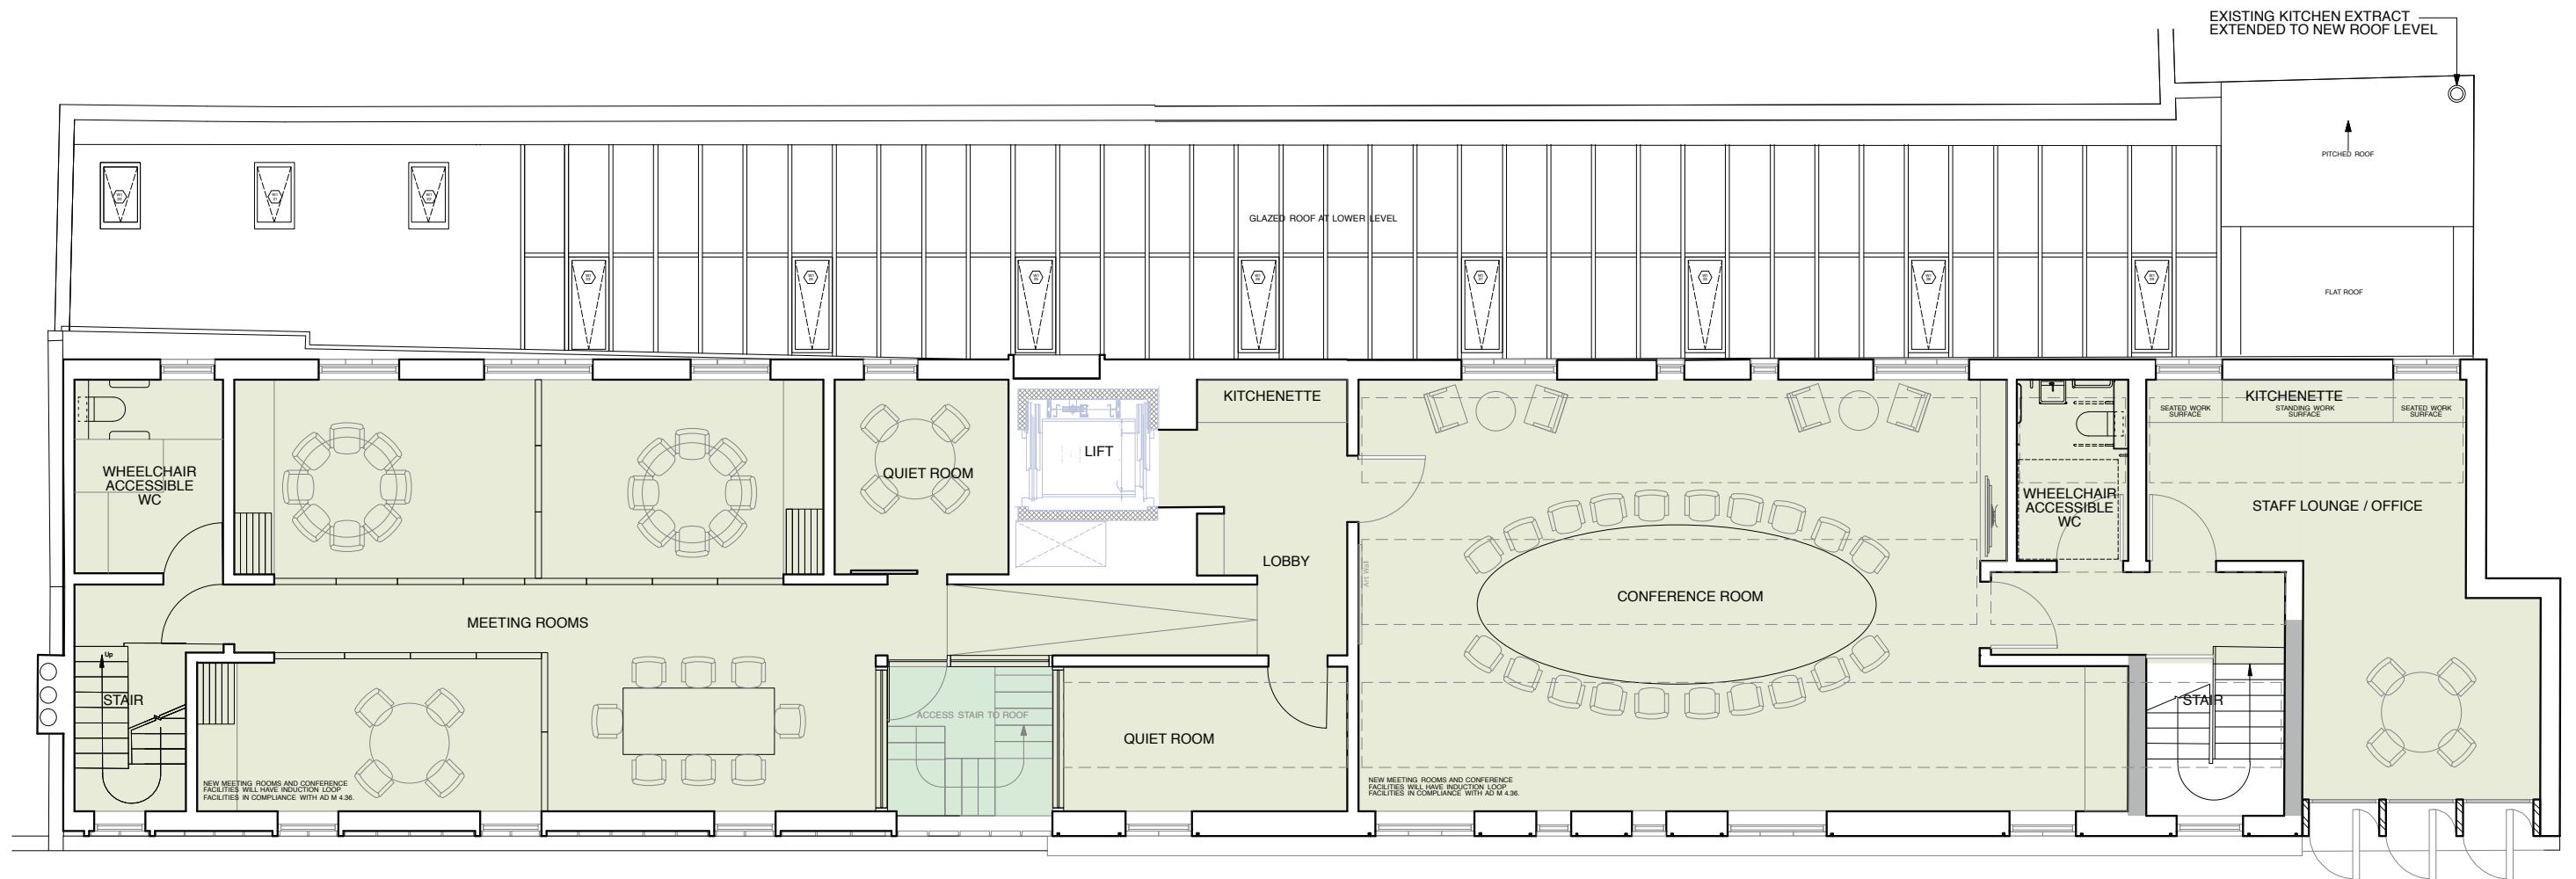 EXISTING KITCHEN EXTRACT
EXTENDED TO NEW ROOF LEVEL
PITCHED ROOF
GLAZED ROOF AT LOWER LEVEL
FLAT ROOF
KITCHENETTE
KITCHENETTE
SEATED WORK
SURFACE
STANDING WORK
SURFACE
SEATED WORK
SURFACE
WHEELCHAIR
ACCESSIBLE
WC
QUIET ROOM
LIFT
WHEELCHAIR
ACCESSIBLE
WC
STAFF LOUNGE / OFFICE
LOBBY
Art Wall
CONFERENCE ROOM
MEETING ROOMS
Up
STAIR
ACCESS STAIR TO ROOF
QUIET ROOM
STAIR
NEW MEETING ROOMS AND CONFERENCE
FACILITIES WILL HAVE INDUCTION LOOP
FACILITIES IN COMPLIANCE WITH AD M 4.36.
NEW MEETING ROOMS AND CONFERENCE
FACILITIES WILL HAVE INDUCTION LOOP
FACILITIES IN COMPLIANCE WITH AD M 4.36.